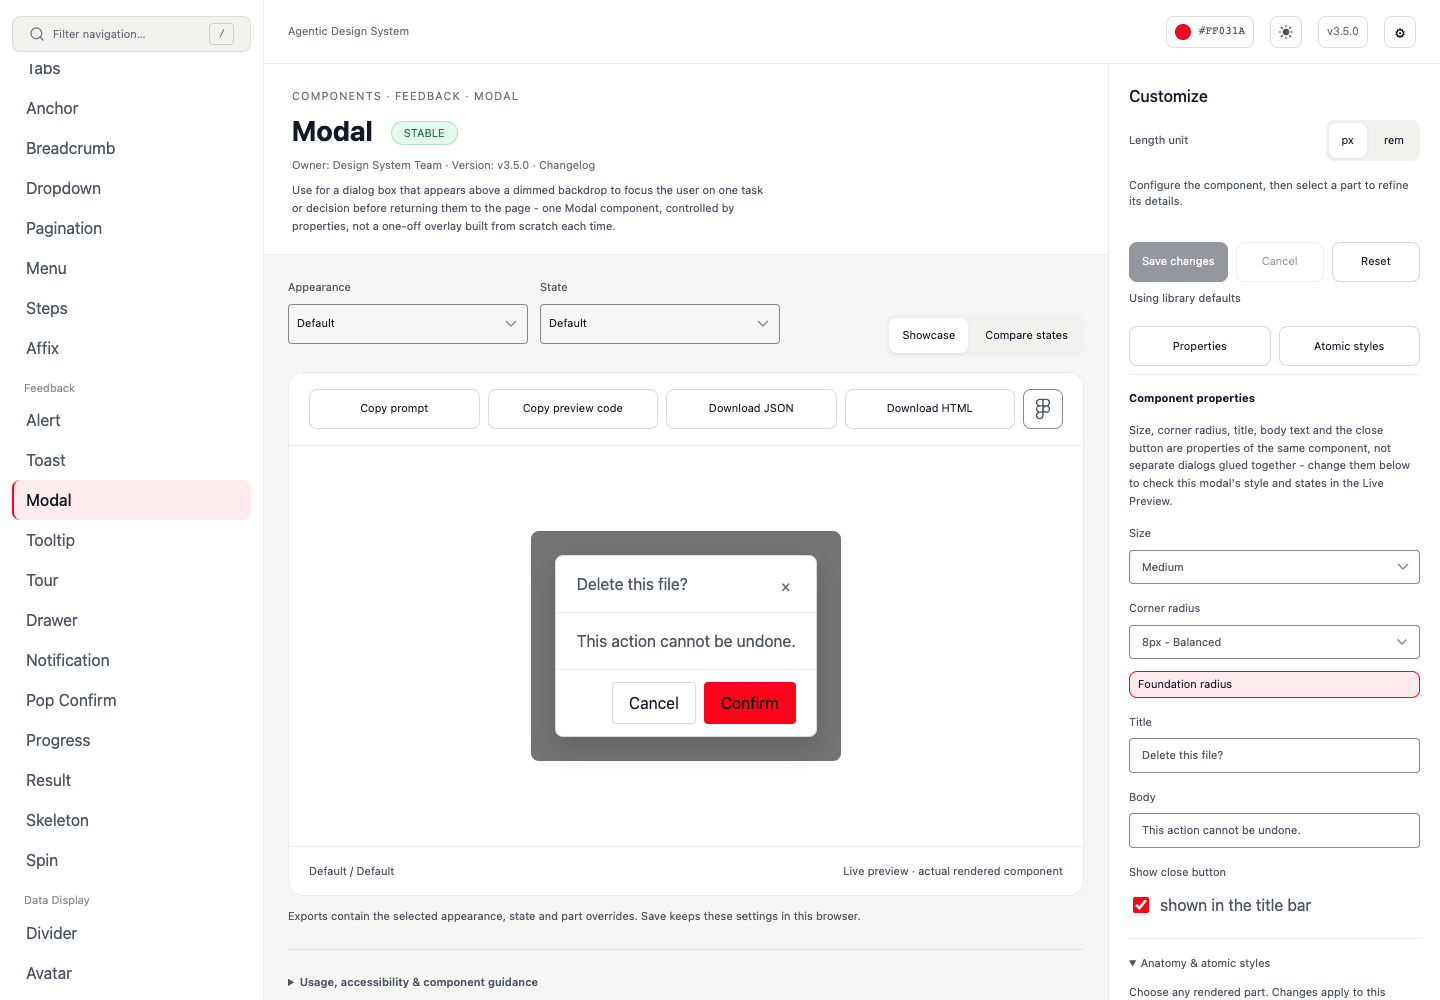 Filter navigation...
/
Tabs
Anchor
Breadcrumb
Dropdown
Pagination
Menu
Steps
Affix
Feedback
Alert
Toast
Modal
Tooltip
Tour
Drawer
Notification
Pop Confirm
Progress
Result
Skeleton
Spin
Data Display
Divider
Avatar
Agentic Design System
#FF031A
v3.5.0
COMPONENTS · FEEDBACK · MODAL
Modal
STABLE
Owner: Design System Team · Version: v3.5.0 · Changelog
Use for a dialog box that appears above a dimmed backdrop to focus the user on one task
or decision before returning them to the page - one Modal component, controlled by
properties, not a one-off overlay built from scratch each time.
Appearance
Default
State
Default
Showcase
Compare states
Copy prompt
Copy preview code
Download JSON
Download HTML
Delete this file?
×
This action cannot be undone.
Cancel
Confirm
Default / Default
Live preview · actual rendered component
Exports contain the selected appearance, state and part overrides. Save keeps these settings in this browser.
Usage, accessibility & component guidance
Customize
Length unit
px
rem
Configure the component, then select a part to refine
its details.
Save changes
Cancel
Reset
Using library defaults
Properties
Atomic styles
Component properties
Size, corner radius, title, body text and the close
button are properties of the same component, not
separate dialogs glued together - change them below
to check this modal's style and states in the Live
Preview.
Size
Medium
Corner radius
8px - Balanced
Foundation radius
Title
Delete this file?
Body
This action cannot be undone.
Show close button
shown in the title bar
Anatomy & atomic styles
Choose any rendered part. Changes apply to this